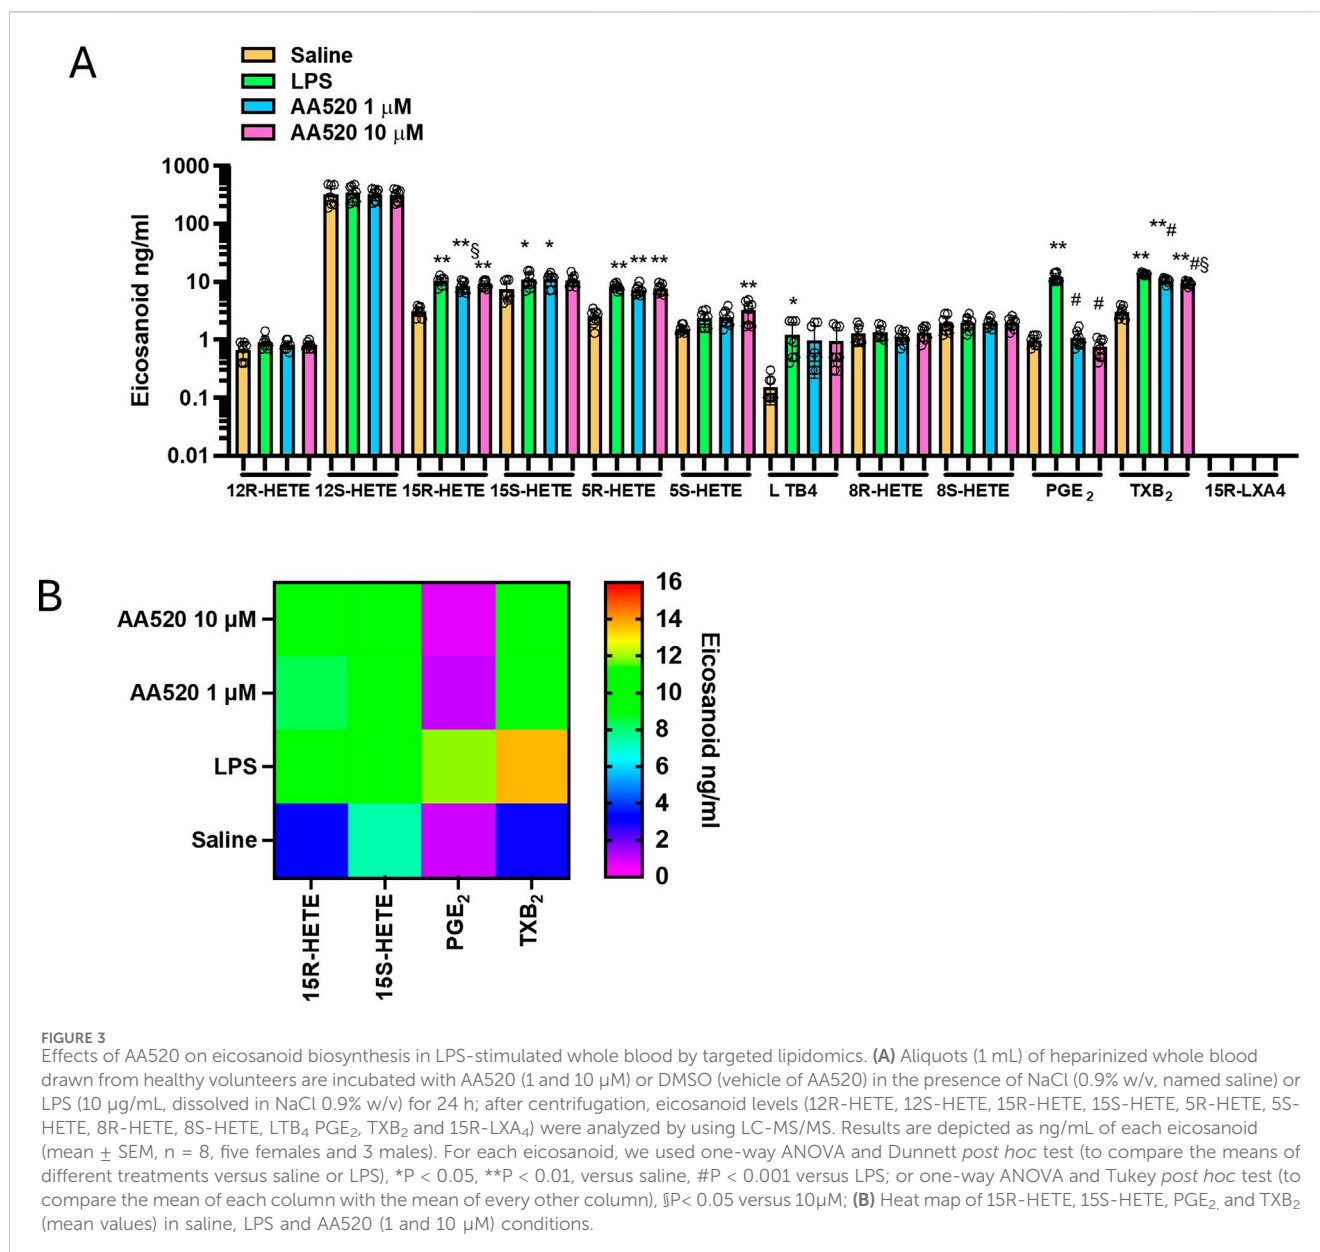 A
Saline
LPS
AA520 1 μM
AA520 10 μM
Eicosanoid ng/ml
1000
100
10
1
0.1
0.01
** ** § ** * * ** ** ** ** * ** # # ** **# **#§
12R-HETE 12S-HETE 15R-HETE 15S-HETE 5R-HETE 5S-HETE L TB4 8R-HETE 8S-HETE PGE2 TXB2 15R-LXA4
B
AA520 10 μM
AA520 1 μM
LPS
Saline
15R-HETE
15S-HETE
PGE2
TXB2
16
14
12
10
8
6
4
2
0
Eicosanoid ng/ml
FIGURE 3
Effects of AA520 on eicosanoid biosynthesis in LPS-stimulated whole blood by targeted lipidomics. (A) Aliquots (1 mL) of heparinized whole blood
drawn from healthy volunteers are incubated with AA520 (1 and 10 μM) or DMSO (vehicle of AA520) in the presence of NaCl (0.9% w/v, named saline) or
LPS (10 μg/mL, dissolved in NaCl 0.9% w/v) for 24 h; after centrifugation, eicosanoid levels (12R-HETE, 12S-HETE, 15R-HETE, 15S-HETE, 5R-HETE, 5S-
HETE, 8R-HETE, 8S-HETE, LTB4 PGE2, TXB2 and 15R-LXA4) were analyzed by using LC-MS/MS. Results are depicted as ng/mL of each eicosanoid
(mean ± SEM, n = 8, five females and 3 males). For each eicosanoid, we used one-way ANOVA and Dunnett post hoc test (to compare the means of
different treatments versus saline or LPS), *P < 0.05, **P < 0.01, versus saline, #P < 0.001 versus LPS; or one-way ANOVA and Tukey post hoc test (to
compare the mean of each column with the mean of every other column), §P< 0.05 versus 10μM; (B) Heat map of 15R-HETE, 15S-HETE, PGE2, and TXB2
(mean values) in saline, LPS and AA520 (1 and 10 μM) conditions.